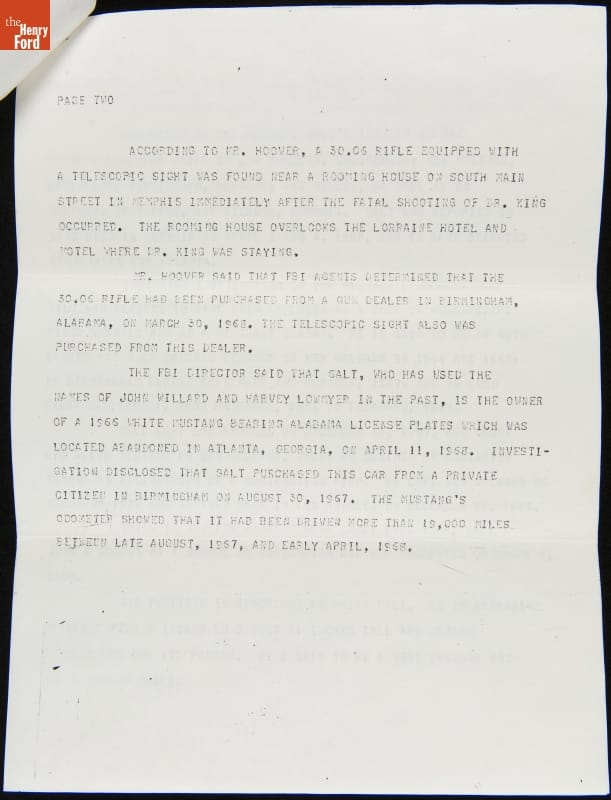 the
Henry
Ford
PAGE TWO
ACCORDING TO MR. HOOVER, A 30.06 RIFLE EQUIPPED WITH
A TELESCOPIC SIGHT WAS FOUND NEAR A ROOMING HOUSE ON SOUTH MAIN
STREET IN MEMPHIS IMMEDIATELY AFTER THE FATAL SHOOTING OF DR. KING
OCCURRED. THE ROOMING HOUSE OVERLOOKS THE LORRAINE HOTEL AND
MOTEL WHERE DR. KING WAS STAYING.
MR. HOOVER SAID THAT FBI AGENTS DETERMINED THAT THE
30.06 RIFLE HAD BEEN PURCHASED FROM A GUN DEALER IN BIRMINGHAM,
ALABAMA, ON MARCH 30, 1968. THE TELESCOPIC SIGHT ALSO WAS
PURCHASED FROM THIS DEALER.
THE FBI DIRECTOR SAID THAT GALT, WHO HAS USED THE
NAMES OF JOHN WILLARD AND HARVEY LOWMYER IN THE PAST, IS THE OWNER
OF A 1966 WHITE MUSTANG BEARING ALABAMA LICENSE PLATES WHICH WAS
LOCATED ABANDONED IN ATLANTA, GEORGIA, ON APRIL 11, 1968. INVESTI-
GATION DISCLOSED THAT GALT PURCHASED THIS CAR FROM A PRIVATE
CITIZEN IN BIRMINGHAM ON AUGUST 30, 1967. THE MUSTANG'S
ODOMETER SHOWED THAT IT HAD BEEN DRIVEN MORE THAN 19,000 MILES
BETWEEN LATE AUGUST, 1967, AND EARLY APRIL, 1968.